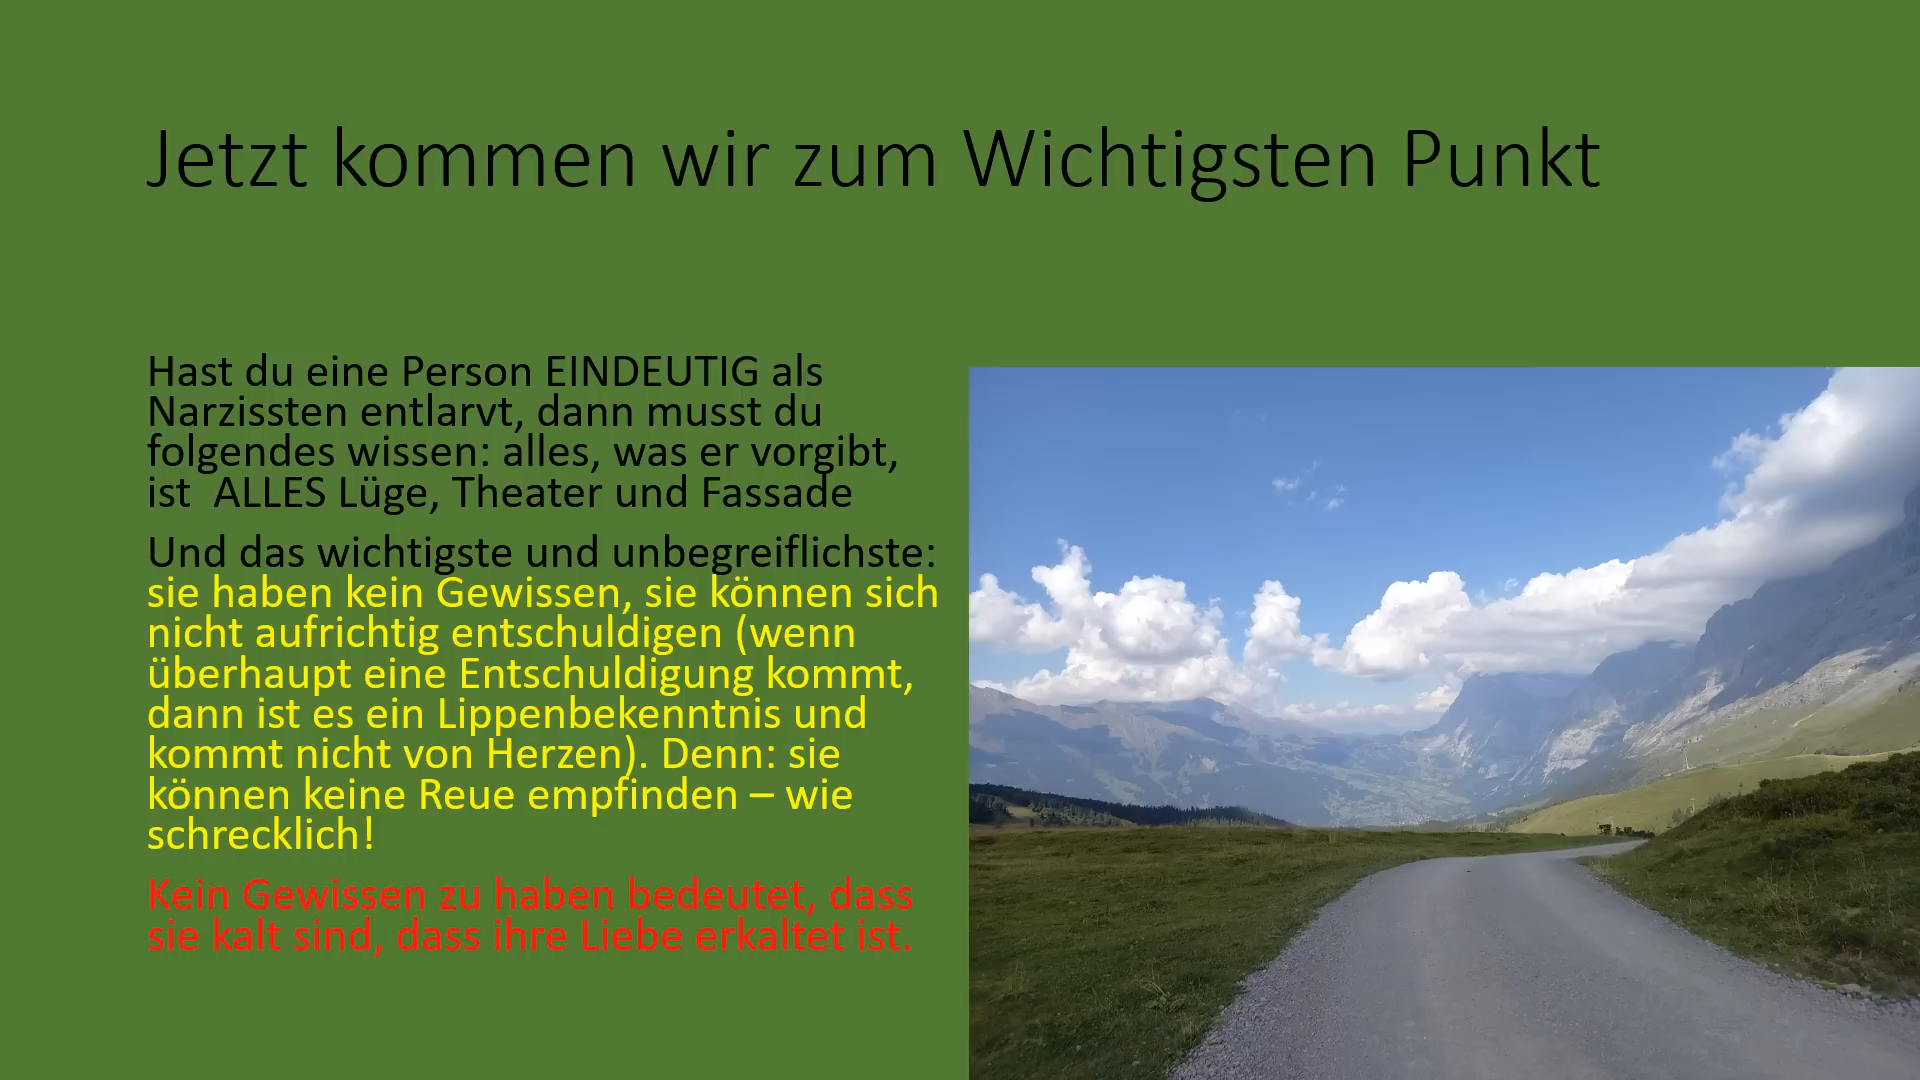 Jetzt kommen wir zum Wichtigsten Punkt
Hast du eine Person EINDEUTIG als
Narzissten entlarvt, dann musst du
folgendes wissen: alles, was er vorgibt,
ist  ALLES Lüge, Theater und Fassade
Und das wichtigste und unbegreiflichste:
sie haben kein Gewissen, sie können sich
nicht aufrichtig entschuldigen (wenn
überhaupt eine Entschuldigung kommt,
dann ist es ein Lippenbekenntnis und
kommt nicht von Herzen). Denn: sie
können keine Reue empfinden – wie
schrecklich!
Kein Gewissen zu haben bedeutet, dass
sie kalt sind, dass ihre Liebe erkaltet ist.